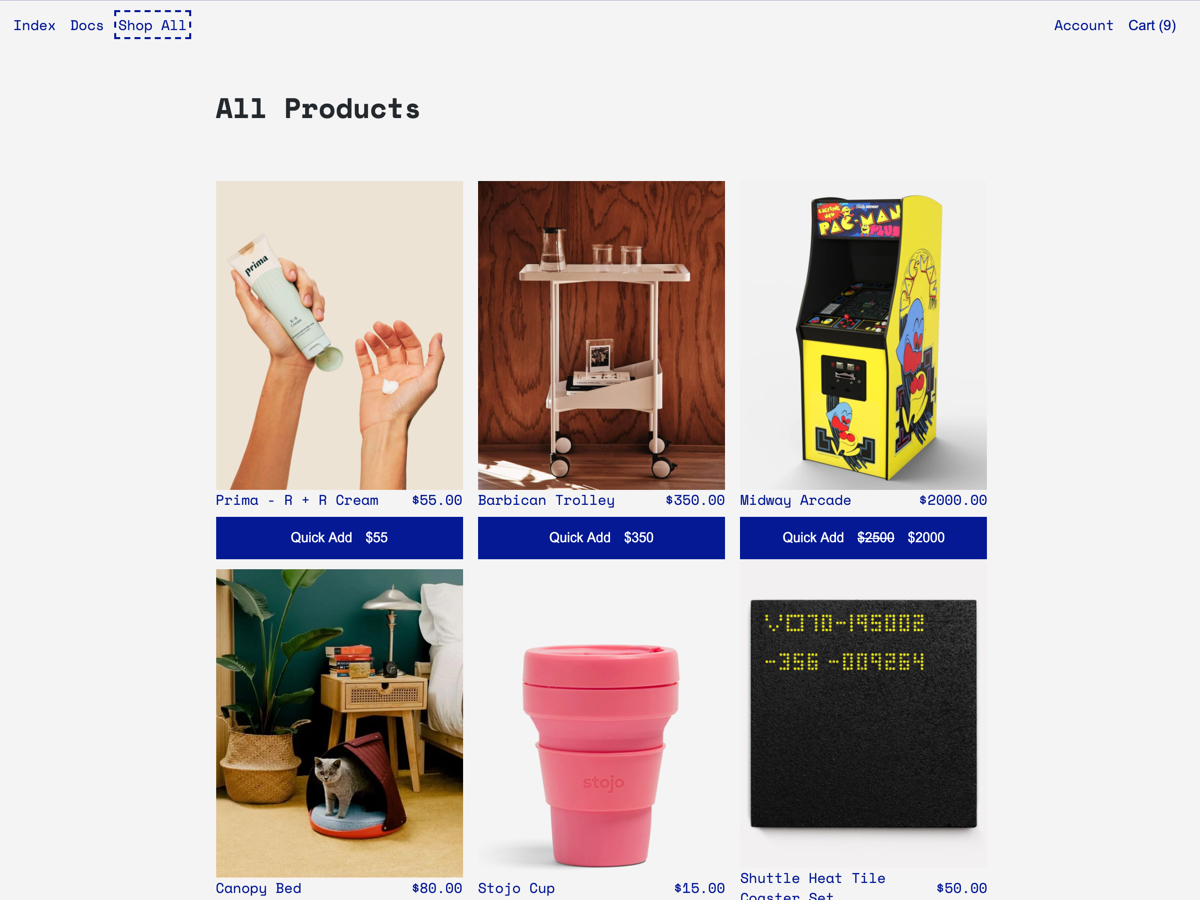 Index Docs Shop All Account Cart (9)
All Products
prima
PAC-MAN
PLUS
Prima - R + R Cream $55.00
Barbican Trolley $350.00
Midway Arcade $2000.00
Quick Add $55
Quick Add $350
Quick Add $2500 $2000
stojo
-356 -009264
Canopy Bed $80.00
Stojo Cup $15.00
Shuttle Heat Tile $50.00
Coaster Set